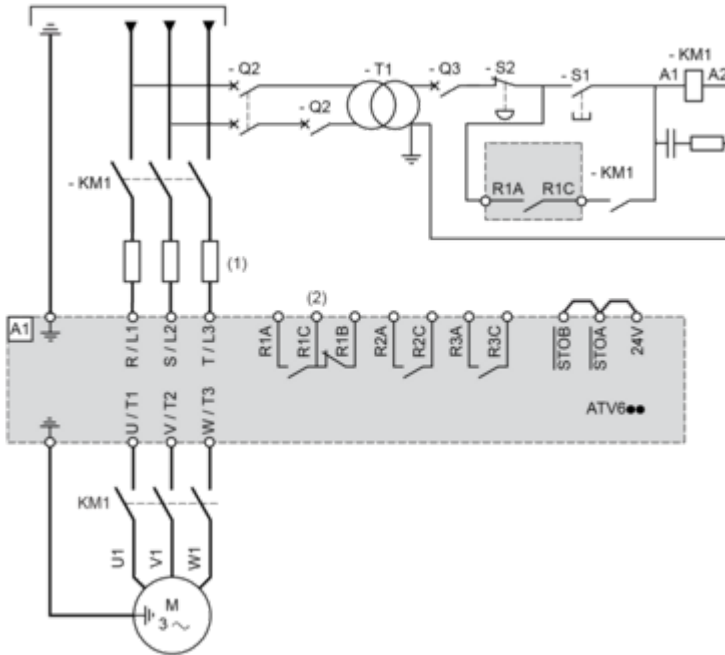 - Q2
- T1
- Q3
- S2
- S1
- KM1
A1
A2
- Q2
- KM1
R1A
R1C
- KM1
(1)
(2)
A1
R / L1
S / L2
T / L3
R1A
R1C
R1B
R2A
R2C
R3A
R3C
STOB
STOA
24V
U / T1
V / T2
W / T3
ATV6●●
KM1
U1
V1
W1
M
3 ~